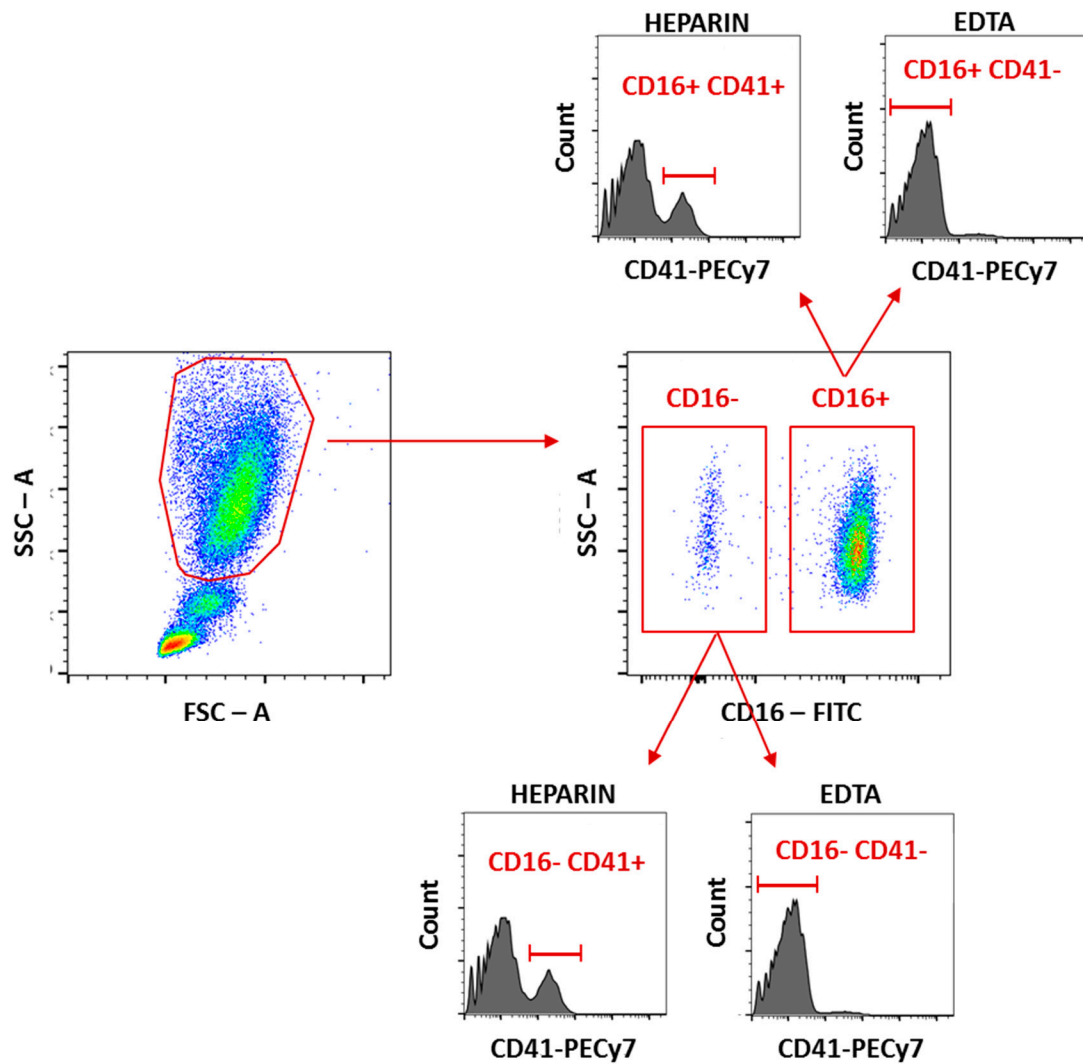 HEPARIN
EDTA
CD16+ CD41+
CD16+ CD41-
Count
Count
CD41-PECy7
CD41-PECy7
CD16-
CD16+
SSC – A
SSC – A
FSC – A
CD16 – FITC
HEPARIN
EDTA
CD16- CD41+
CD16- CD41-
Count
Count
CD41-PECy7
CD41-PECy7